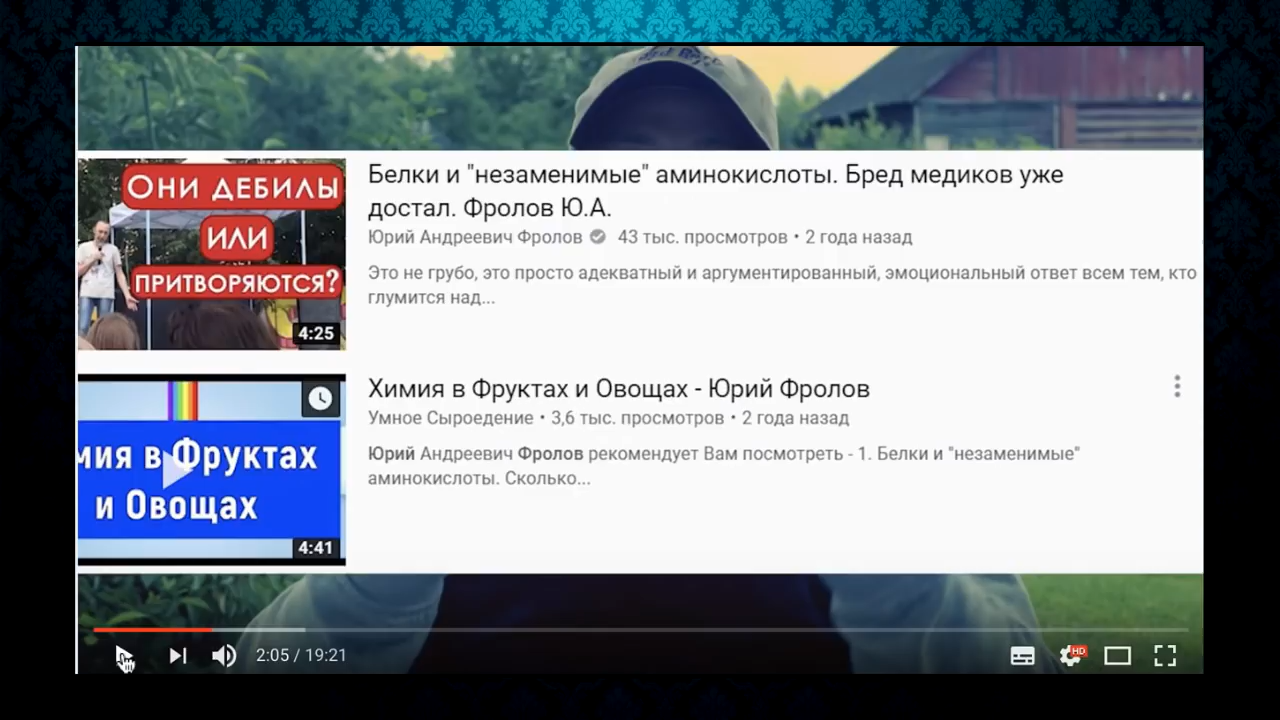 ОНИ ДЕБИЛЫ
ИЛИ
ПРИТВОРЯЮТСЯ?
4:25
Белки и "незаменимые" аминокислоты. Бред медиков уже
достал. Фролов Ю.А.
Юрий Андреевич Фролов 43 тыс. просмотров • 2 года назад
Это не грубо, это просто адекватный и аргументированный, эмоциональный ответ всем тем, кто
глумится над...
мия в Фруктах
и Овощах
4:41
Химия в Фруктах и Овощах - Юрий Фролов
Умное Сыроедение • 3,6 тыс. просмотров • 2 года назад
Юрий Андреевич Фролов рекомендует Вам посмотреть - 1. Белки и "незаменимые"
аминокислоты. Сколько...
2:05 / 19:21
HD